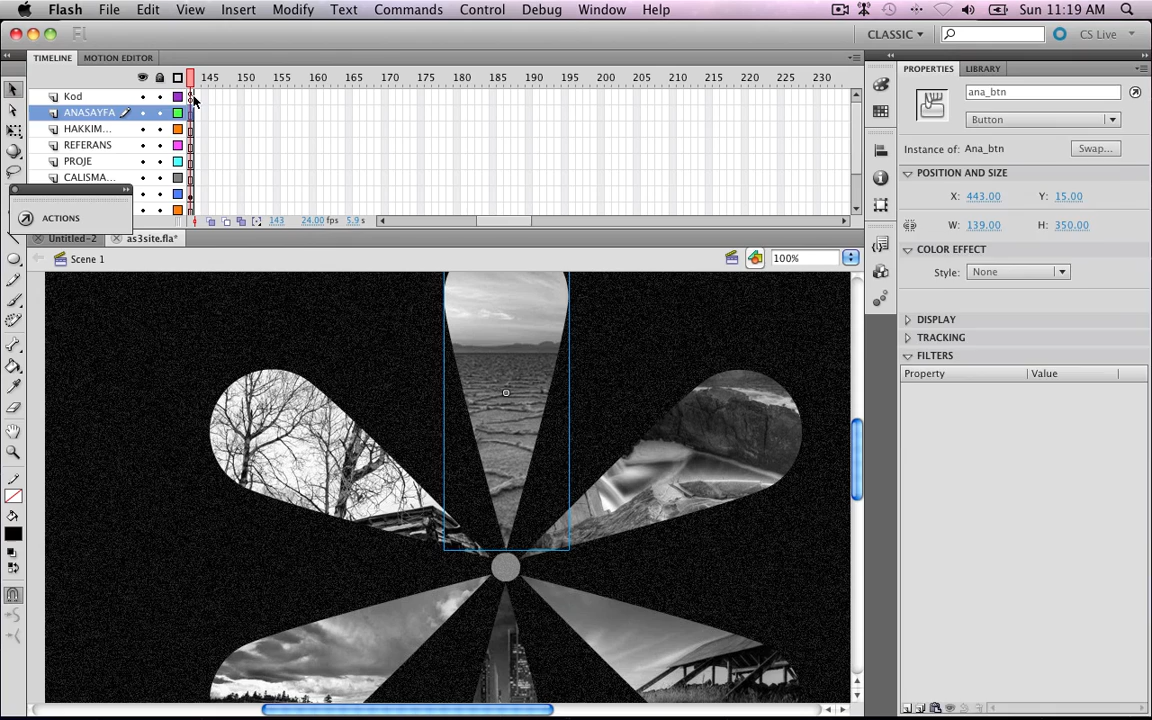 Flash File Edit View Insert Modify Text Commands Control Debug Window Help Sun 11:19 AM
CLASSIC CS Live
TIMELINE MOTION EDITOR
PROPERTIES LIBRARY
145 150 155 160 165 170 175 180 185 190 195 200 205 210 215 220 225 230
Kod
ana_btn
ANASAYFA
Button
HAKKIM...
REFERANS
Instance of: Ana_btn Swap...
PROJE
POSITION AND SIZE
CALISMA...
X: 443.00 Y: 15.00
ACTIONS
143 24.00 fps 5.9 s
W: 139.00 H: 350.00
Untitled-2 as3site.fla*
COLOR EFFECT
Scene 1 100%
Style: None
DISPLAY
TRACKING
FILTERS
Property Value